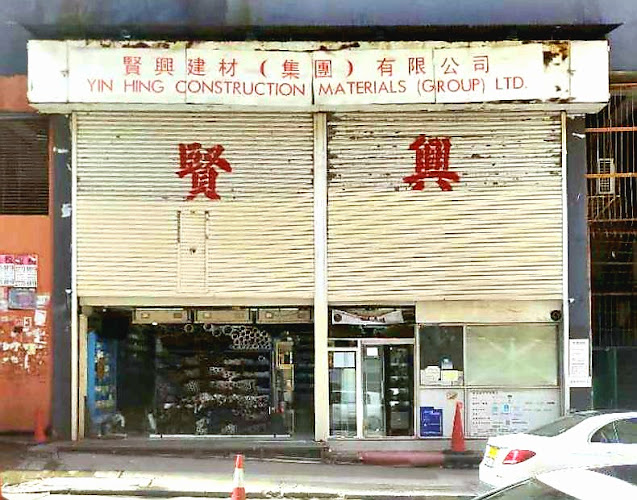 賢興建材(集團)有限公司
YIN HING CONSTRUCTION MATERIALS (GROUP) LTD.
賢 興